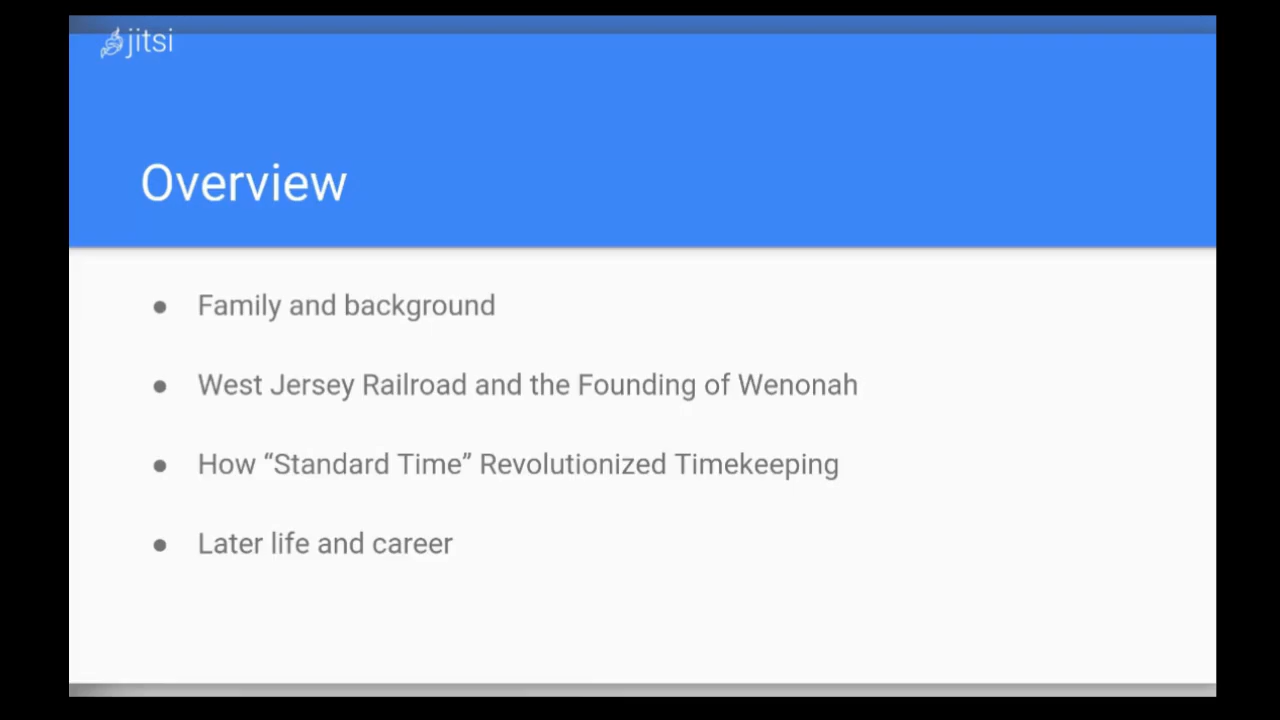 jitsi
Overview
● Family and background
● West Jersey Railroad and the Founding of Wenonah
● How “Standard Time” Revolutionized Timekeeping
● Later life and career